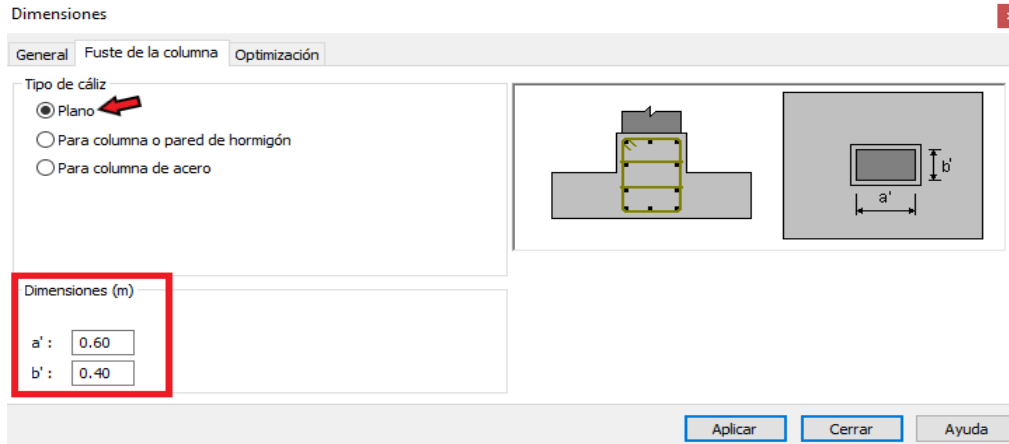 Dimensiones
General Fuste de la columna Optimización
Tipo de cáliz
Plano
Para columna o pared de hormigón
Para columna de acero
b'
a'
Dimensiones (m)
a' : 0.60
b' : 0.40
Aplicar Cerrar Ayuda